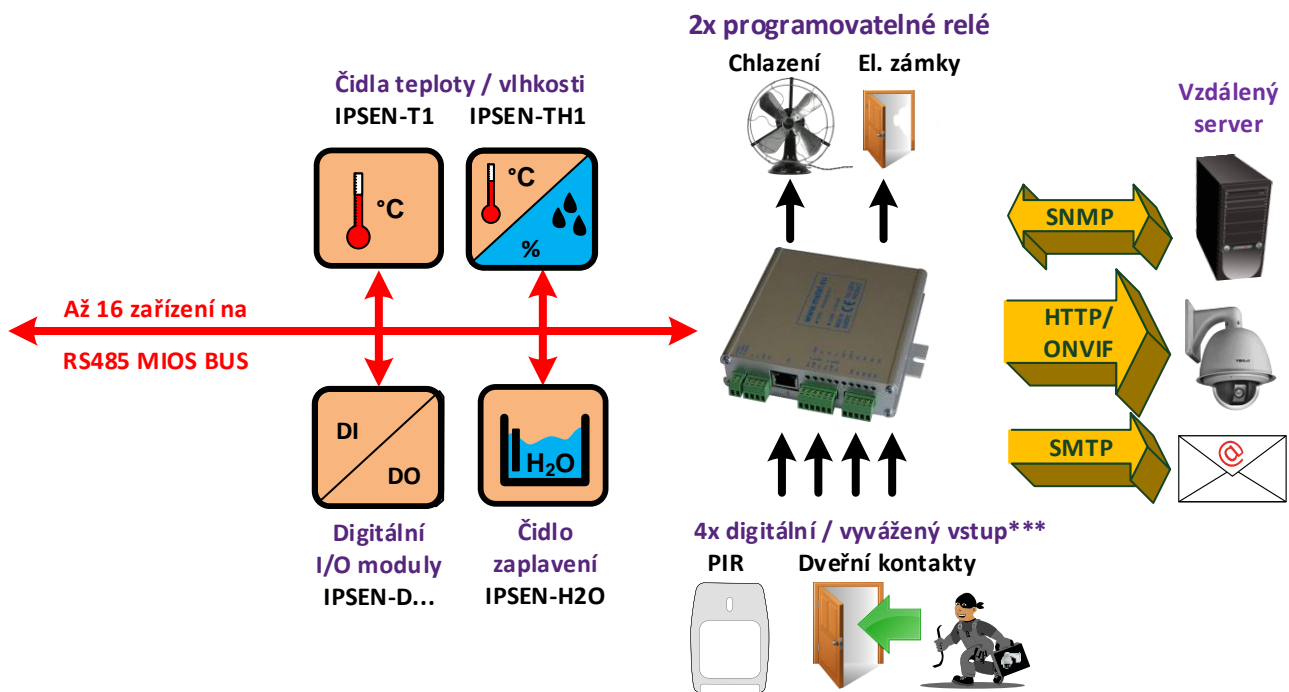 2x programovatelné relé
Chlazení
El. zámky
Čidla teploty / vlhkosti
IPSEN-T1
IPSEN-TH1
°C
°C
%
Až 16 zařízení na
RS485 MIOS BUS
DI
DO
H₂O
Digitální
I/O moduly
IPSEN-D...
Čidlo
zaplavení
IPSEN-H2O
4x digitální / vyvážený vstup***
PIR
Dveřní kontakty
Vzdálený
server
SNMP
HTTP/
ONVIF
SMTP
@